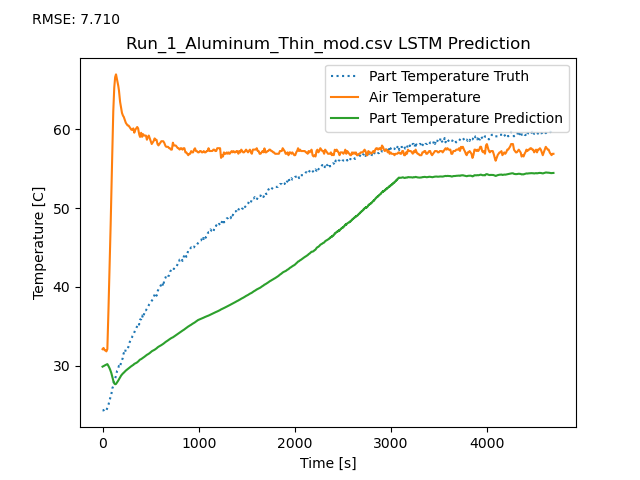 RMSE: 7.710
Run_1_Aluminum_Thin_mod.csv LSTM Prediction
Part Temperature Truth
Air Temperature
Part Temperature Prediction
60
50
40
30
Temperature [C]
0 1000 2000 3000 4000
Time [s]